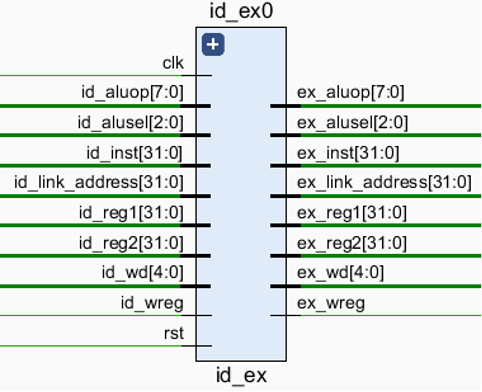 id_ex0
clk
id_aluop[7:0] ex_aluop[7:0]
id_alusel[2:0] ex_alusel[2:0]
id_inst[31:0] ex_inst[31:0]
id_link_address[31:0] ex_link_address[31:0]
id_reg1[31:0] ex_reg1[31:0]
id_reg2[31:0] ex_reg2[31:0]
id_wd[4:0] ex_wd[4:0]
id_wreg ex_wreg
rst
id_ex